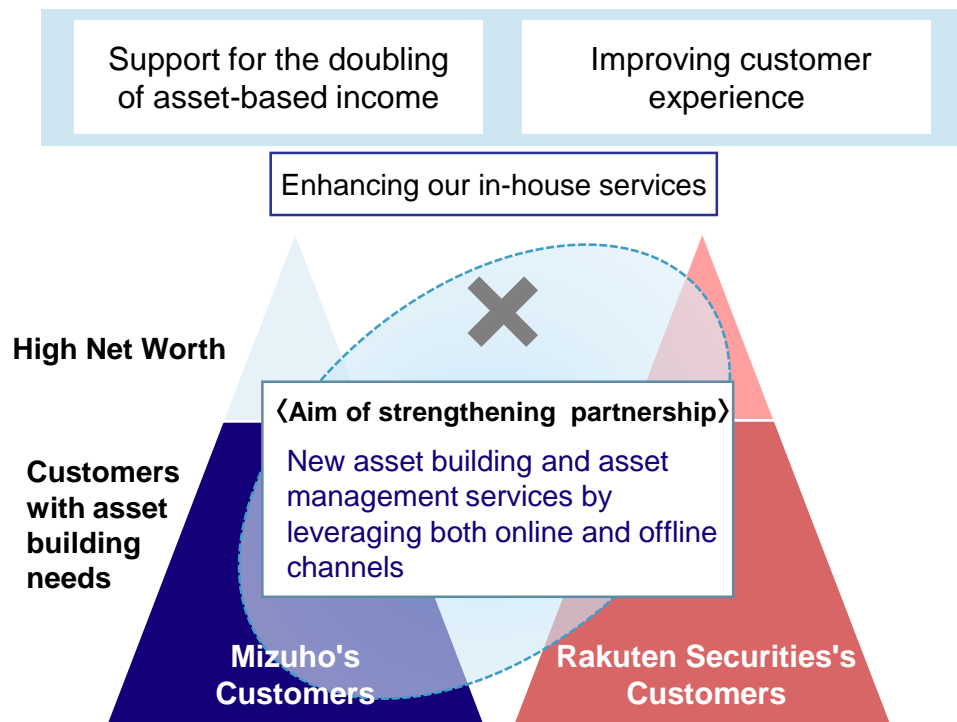 Support for the doubling
of asset-based income
Improving customer
experience
Enhancing our in-house services
High Net Worth
〈Aim of strengthening partnership〉
New asset building and asset
management services by
leveraging both online and offline
channels
Customers
with asset
building
needs
Mizuho's
Customers
Rakuten Securities's
Customers